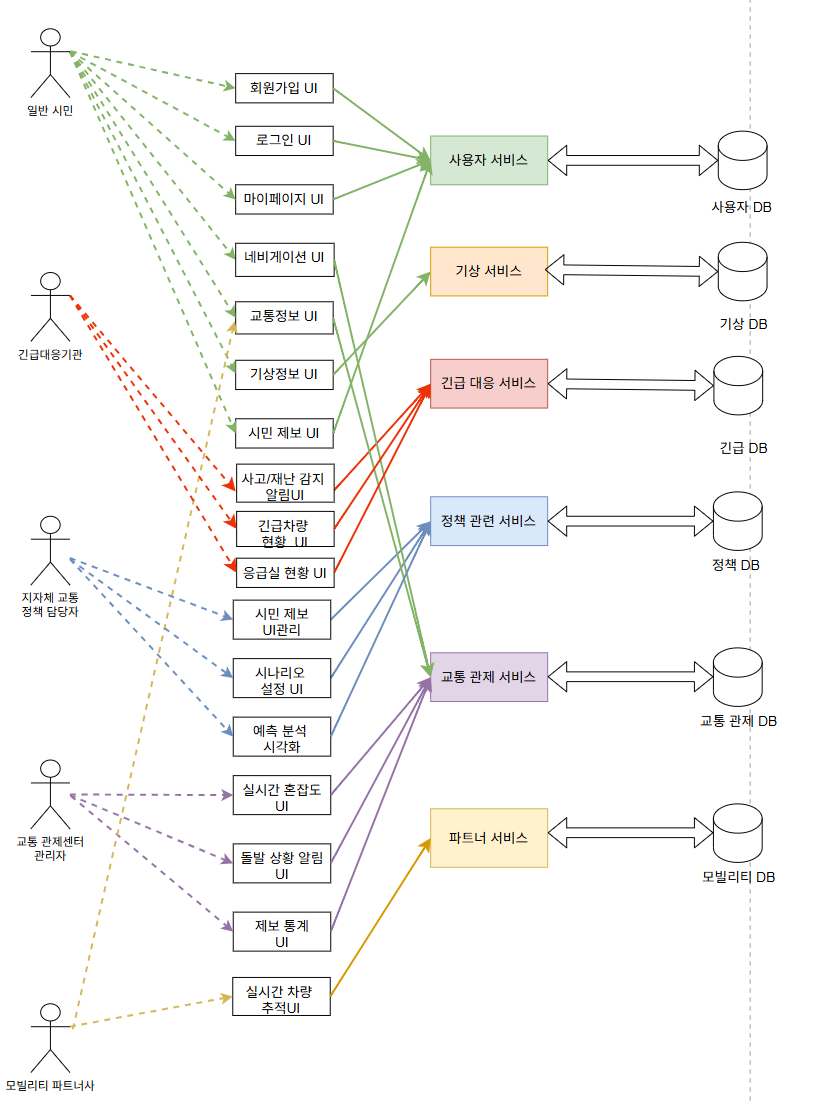 일반 시민
긴급대응기관
지자체 교통
정책 담당자
교통 관제센터
관리자
모빌리티 파트너사
회원가입 UI
로그인 UI
마이페이지 UI
네비게이션 UI
교통정보 UI
기상정보 UI
시민 제보 UI
사고/재난 감지
알림UI
긴급차량
현황 UI
응급실 현황 UI
시민 제보
UI관리
시나리오
설정 UI
예측 분석
시각화
실시간 혼잡도
UI
돌발 상황 알림
UI
제보 통계
UI
실시간 차량
추적UI
사용자 서비스
기상 서비스
긴급 대응 서비스
정책 관련 서비스
교통 관제 서비스
파트너 서비스
사용자 DB
기상 DB
긴급 DB
정책 DB
교통 관제 DB
모빌리티 DB